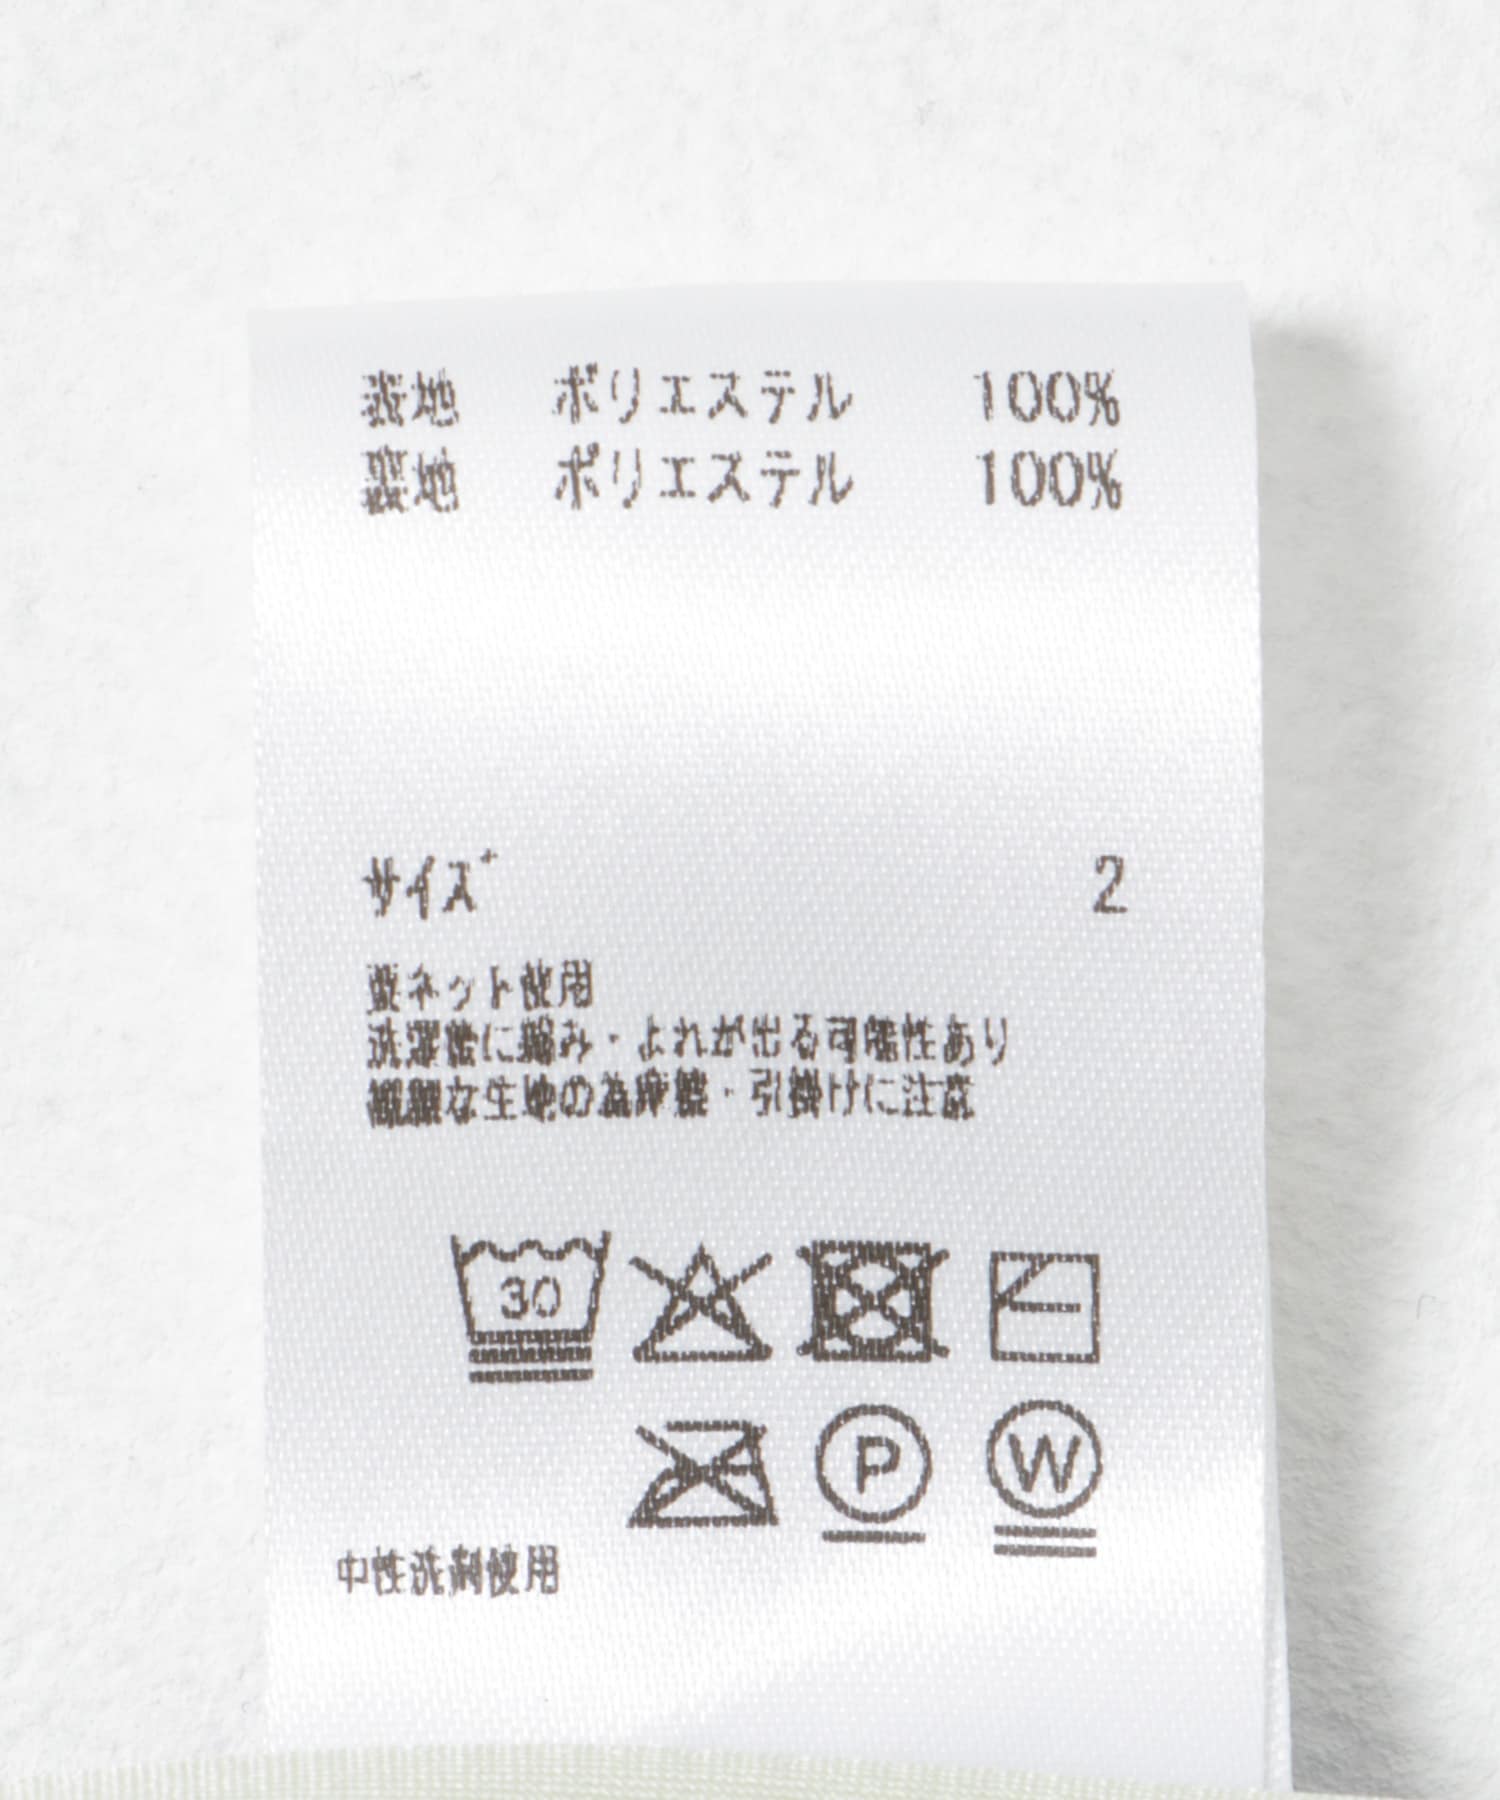 表地 ポリエステル 100%
裏地 ポリエステル 100%
サイズ 2
要ネット使用
洗濯後に縮み・よれが出る可能性あり
繊細な生地の為摩擦・引掛けに注意
30
P
W
中性洗剤使用